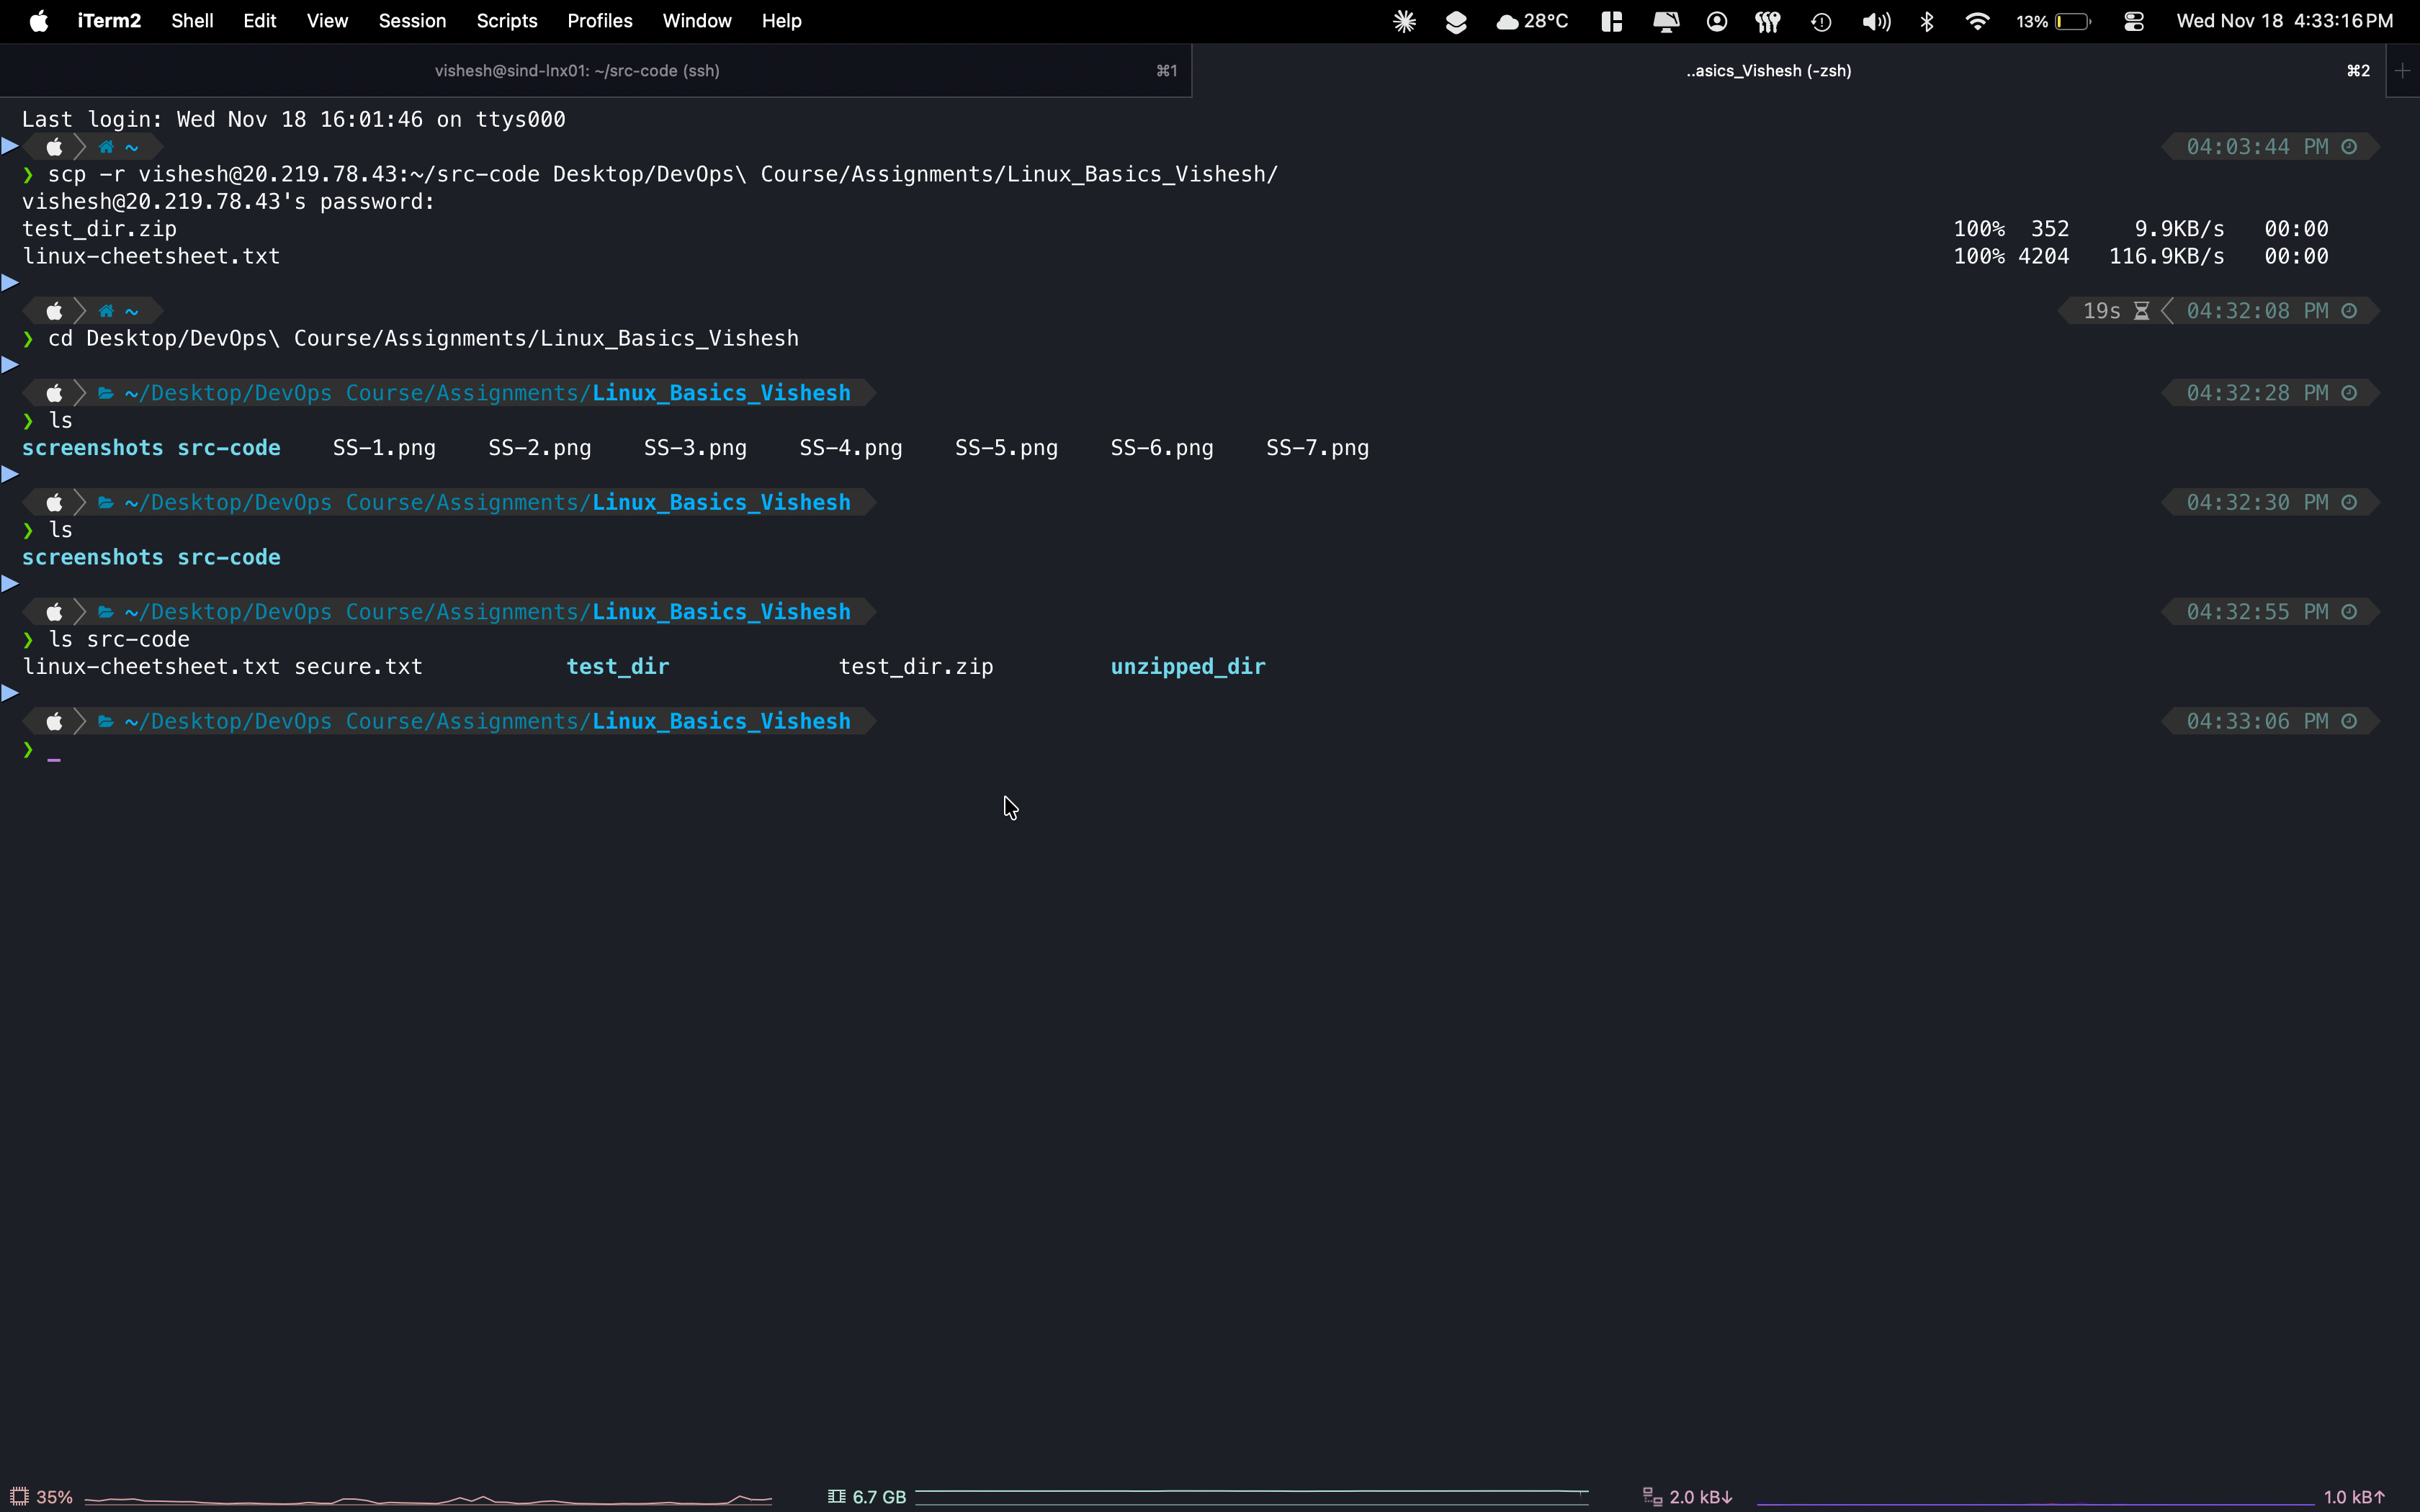 iTerm2 Shell Edit View Session Scripts Profiles Window Help 28°C 13% Wed Nov 18 4:33:16 PM
vishesh@sind-lnx01: ~/src-code (ssh) ⌘1 ..asics_Vishesh (-zsh) ⌘2 +
Last login: Wed Nov 18 16:01:46 on ttys000
~ 04:03:44 PM
❯ scp -r vishesh@20.219.78.43:~/src-code Desktop/DevOps\ Course/Assignments/Linux_Basics_Vishesh/
vishesh@20.219.78.43's password:
test_dir.zip 100% 352 9.9KB/s 00:00
linux-cheetsheet.txt 100% 4204 116.9KB/s 00:00
~ 19s 04:32:08 PM
❯ cd Desktop/DevOps\ Course/Assignments/Linux_Basics_Vishesh
~/Desktop/DevOps Course/Assignments/Linux_Basics_Vishesh 04:32:28 PM
❯ ls
screenshots src-code SS-1.png SS-2.png SS-3.png SS-4.png SS-5.png SS-6.png SS-7.png
~/Desktop/DevOps Course/Assignments/Linux_Basics_Vishesh 04:32:30 PM
❯ ls
screenshots src-code
~/Desktop/DevOps Course/Assignments/Linux_Basics_Vishesh 04:32:55 PM
❯ ls src-code
linux-cheetsheet.txt secure.txt test_dir test_dir.zip unzipped_dir
~/Desktop/DevOps Course/Assignments/Linux_Basics_Vishesh 04:33:06 PM
❯ _
35% 6.7 GB 2.0 kB↓ 1.0 kB↑